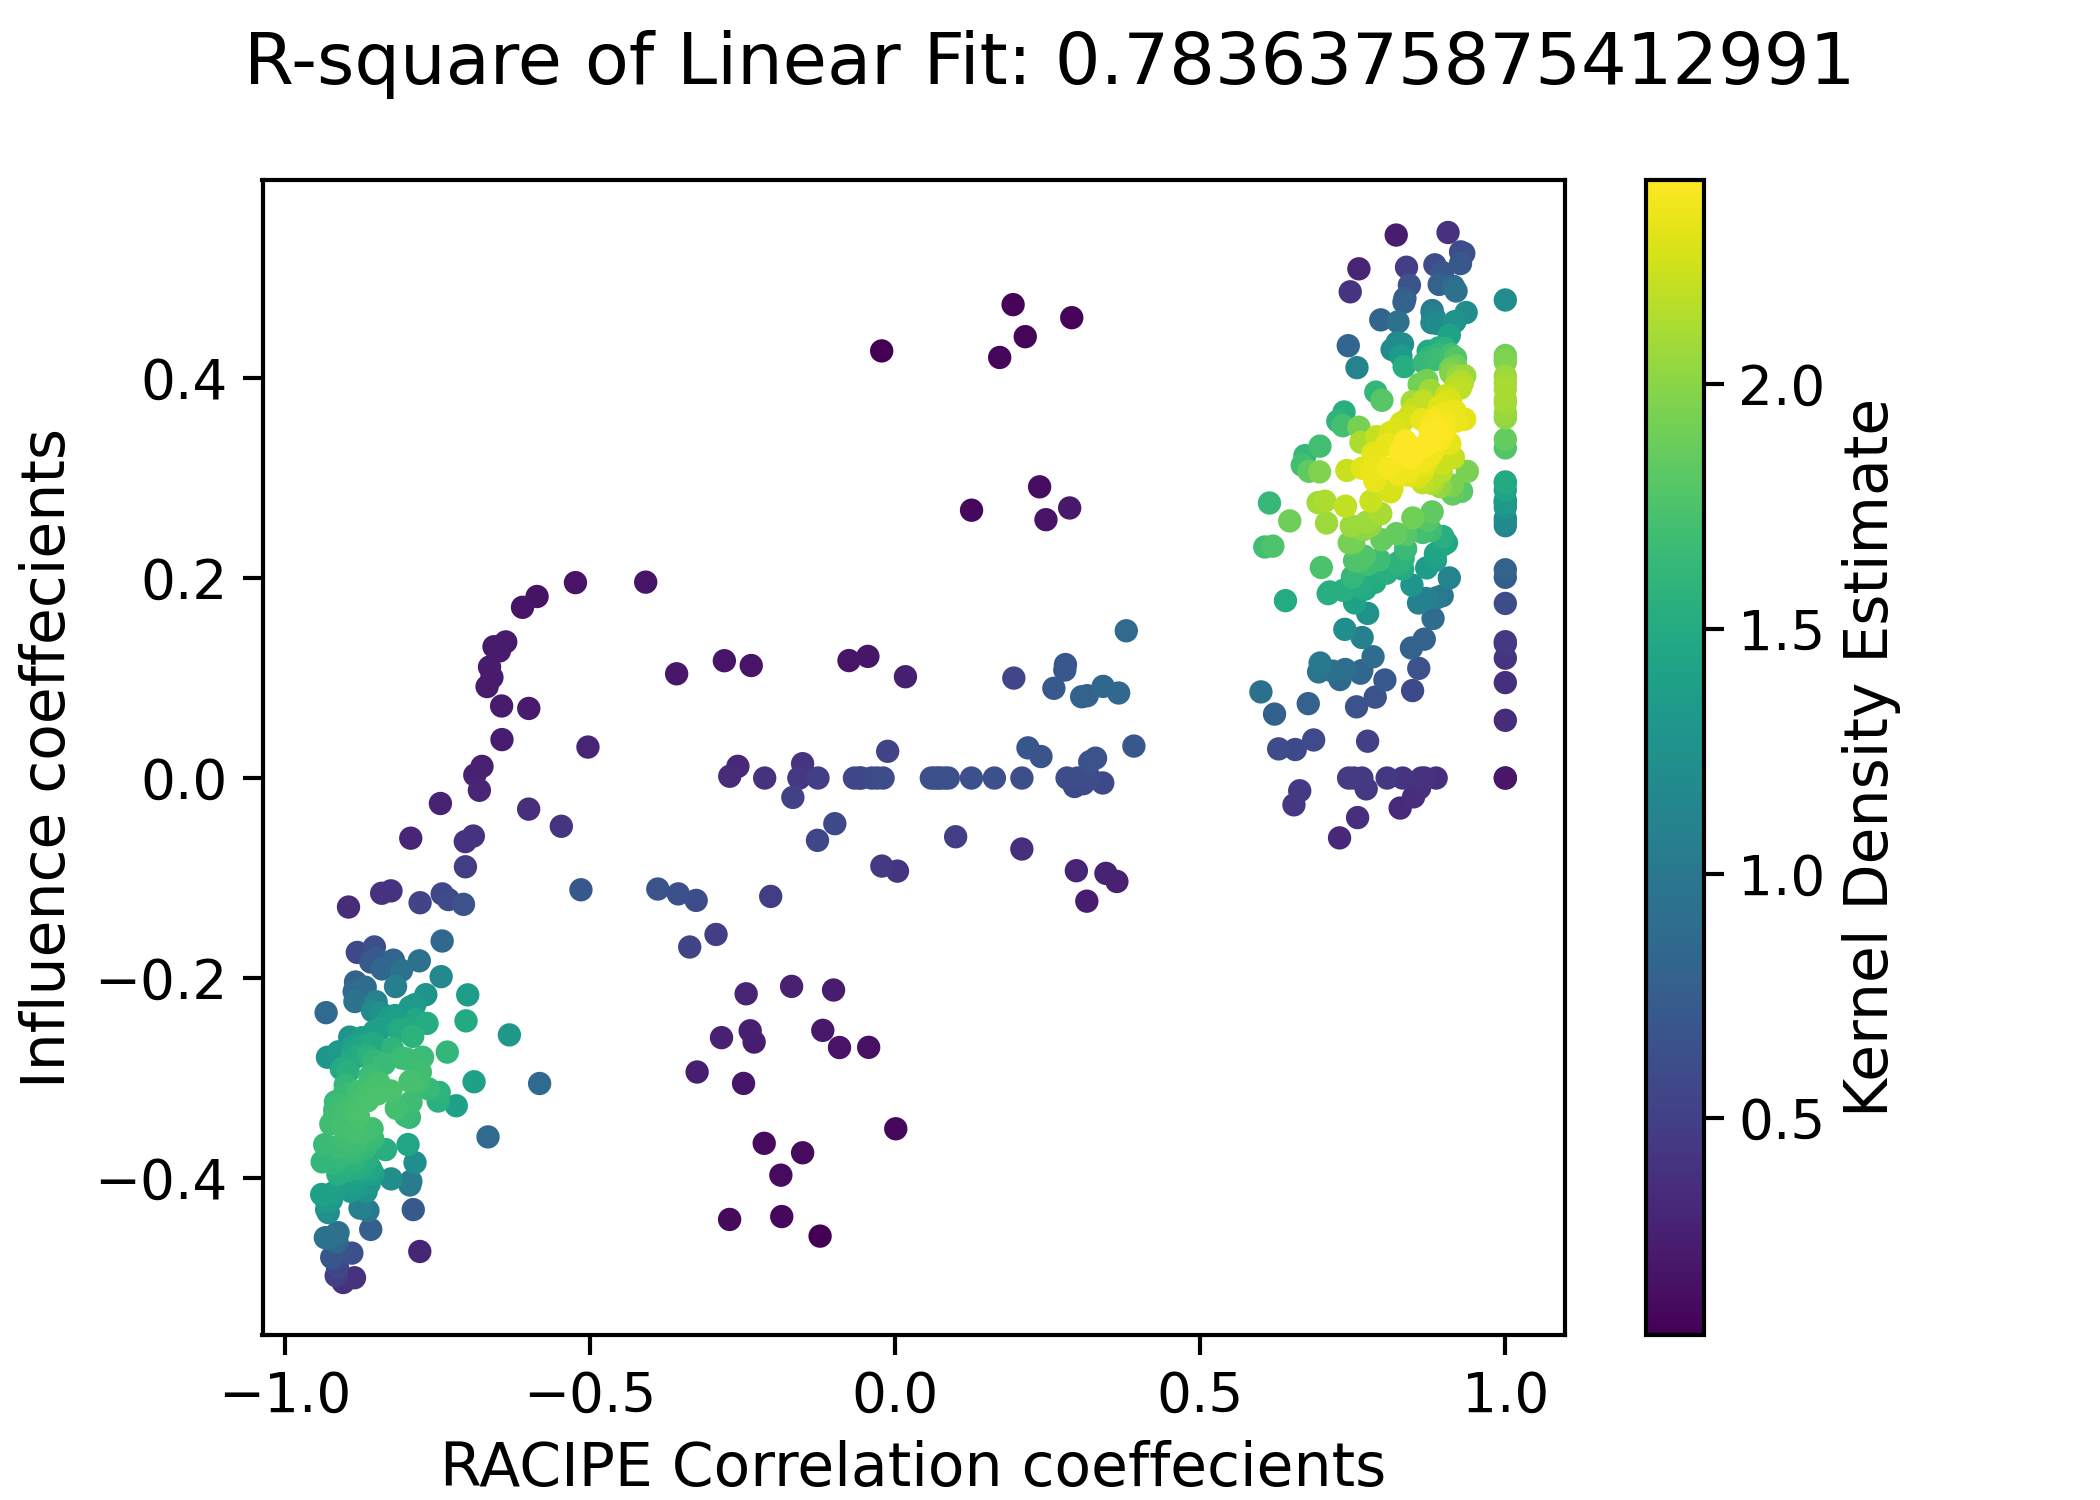 R-square of Linear Fit: 0.7836375875412991
Influence coeffecients
0.4
0.2
0.0
−0.2
−0.4
−1.0 −0.5 0.0 0.5 1.0
RACIPE Correlation coeffecients
2.0
1.5
1.0
0.5
Kernel Density Estimate